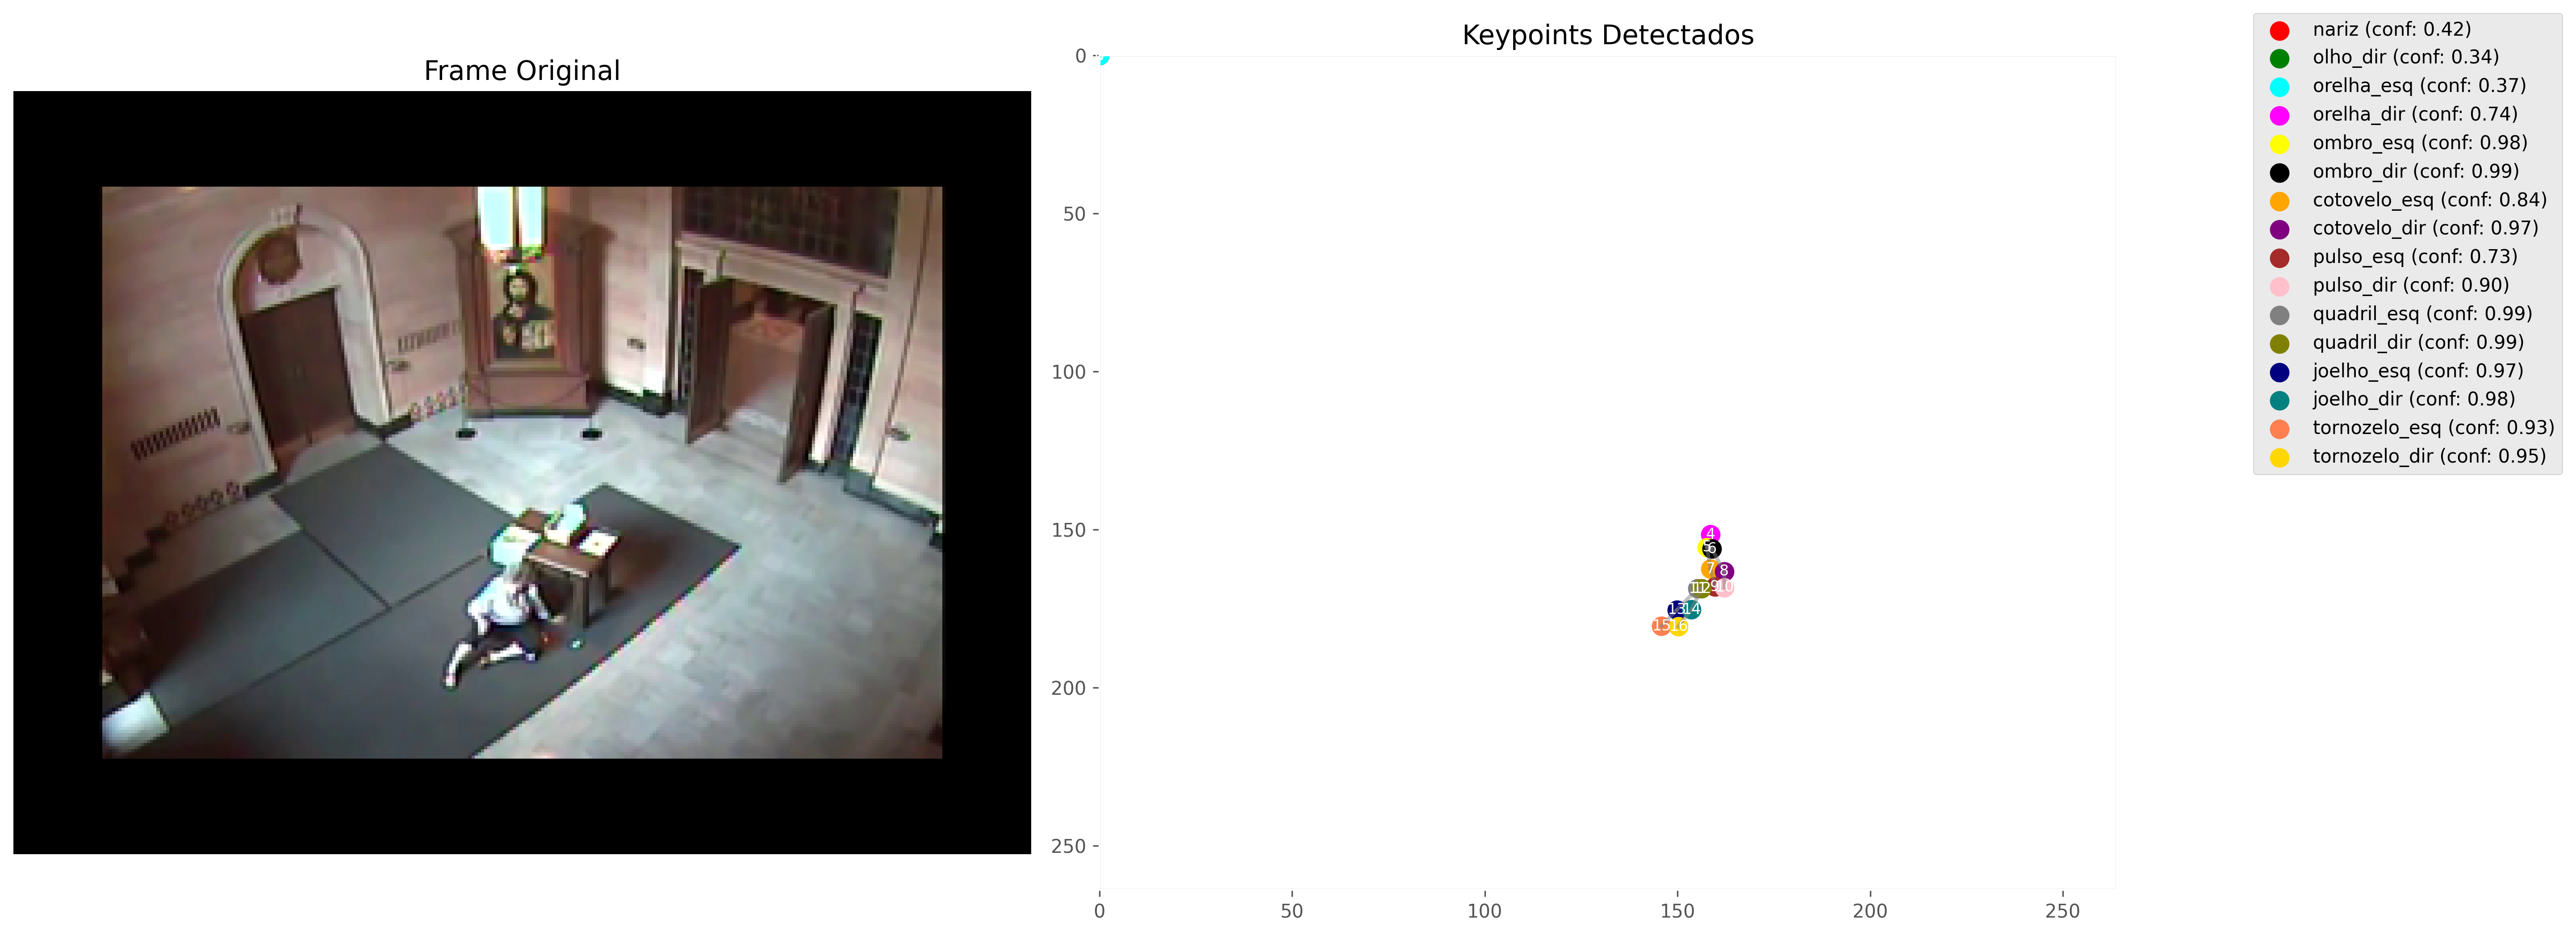 Frame Original
Keypoints Detectados
0
50
100
150
200
250
0
50
100
150
200
250
4
6
7
8
9
13
14
15
16
nariz (conf: 0.42)
olho_dir (conf: 0.34)
orelha_esq (conf: 0.37)
orelha_dir (conf: 0.74)
ombro_esq (conf: 0.98)
ombro_dir (conf: 0.99)
cotovelo_esq (conf: 0.84)
cotovelo_dir (conf: 0.97)
pulso_esq (conf: 0.73)
pulso_dir (conf: 0.90)
quadril_esq (conf: 0.99)
quadril_dir (conf: 0.99)
joelho_esq (conf: 0.97)
joelho_dir (conf: 0.98)
tornozelo_esq (conf: 0.93)
tornozelo_dir (conf: 0.95)